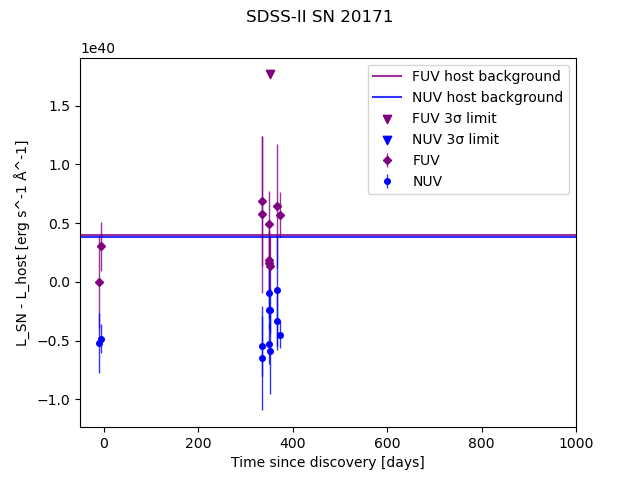 SDSS-II SN 20171
1e40
FUV host background
NUV host background
FUV 3σ limit
NUV 3σ limit
FUV
NUV
1.5
1.0
0.5
0.0
−0.5
−1.0
L_SN - L_host [erg s^-1 Å^-1]
0 200 400 600 800 1000
Time since discovery [days]